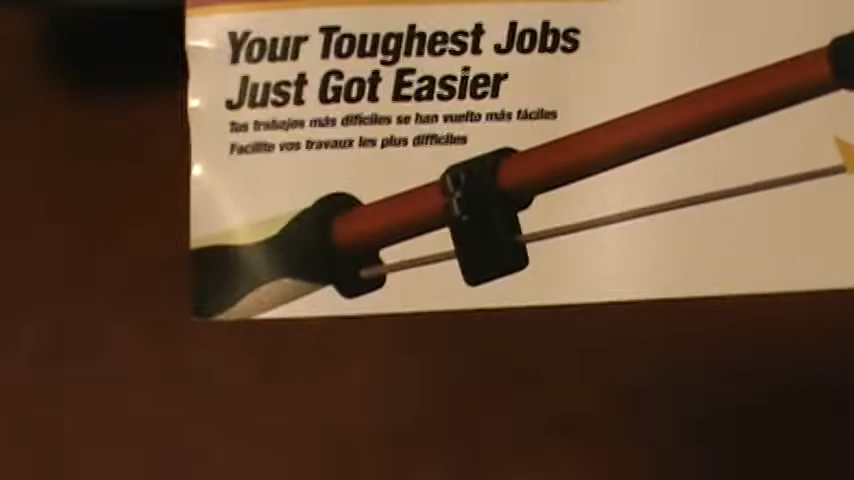 Your Toughest Jobs
Just Got Easier
Tus trabajos más difíciles se han vuelto más fáciles
Facilite vos travaux les plus difficiles